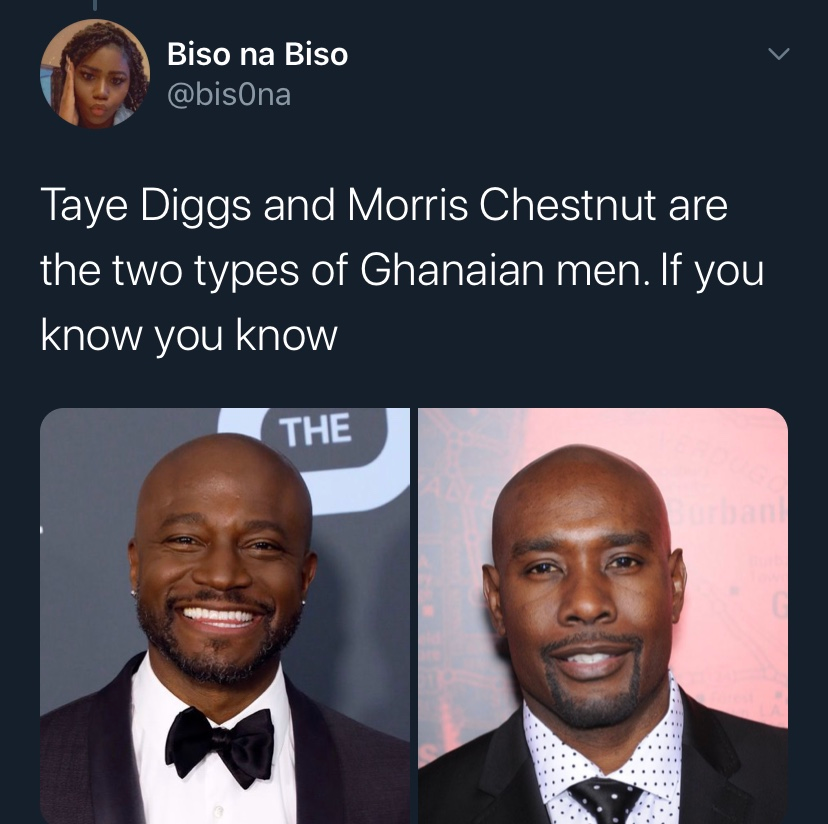 Biso na Biso
@bis0na
Taye Diggs and Morris Chestnut are
the two types of Ghanaian men. If you
know you know
THE
Burbank